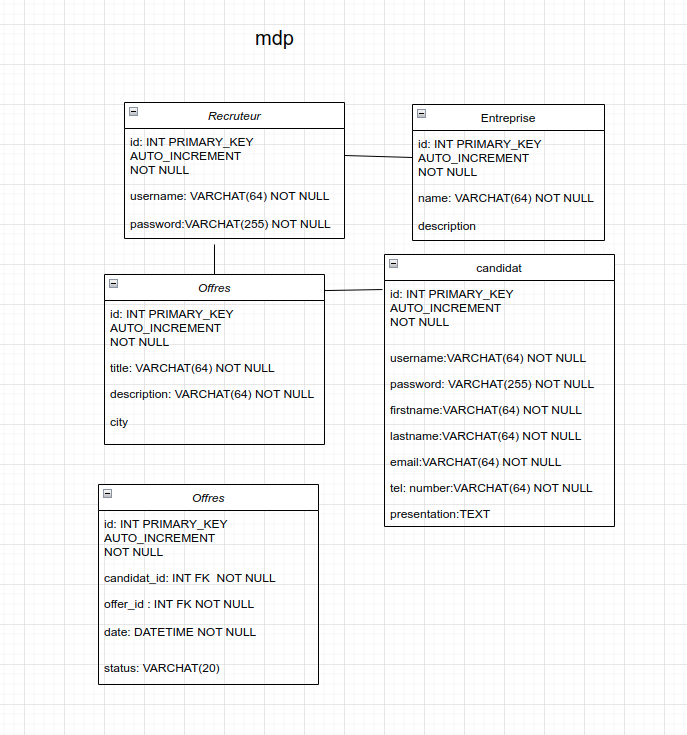 mdp
Recruteur
id: INT PRIMARY_KEY
AUTO_INCREMENT
NOT NULL
username: VARCHAT(64) NOT NULL
password:VARCHAT(255) NOT NULL
Entreprise
id: INT PRIMARY_KEY
AUTO_INCREMENT
NOT NULL
name: VARCHAT(64) NOT NULL
description
Offres
id: INT PRIMARY_KEY
AUTO_INCREMENT
NOT NULL
title: VARCHAT(64) NOT NULL
description: VARCHAT(64) NOT NULL
city
candidat
id: INT PRIMARY_KEY
AUTO_INCREMENT
NOT NULL
username:VARCHAT(64) NOT NULL
password: VARCHAT(255) NOT NULL
firstname:VARCHAT(64) NOT NULL
lastname:VARCHAT(64) NOT NULL
email:VARCHAT(64) NOT NULL
tel: number:VARCHAT(64) NOT NULL
presentation:TEXT
Offres
id: INT PRIMARY_KEY
AUTO_INCREMENT
NOT NULL
candidat_id: INT FK  NOT NULL
offer_id : INT FK NOT NULL
date: DATETIME NOT NULL
status: VARCHAT(20)